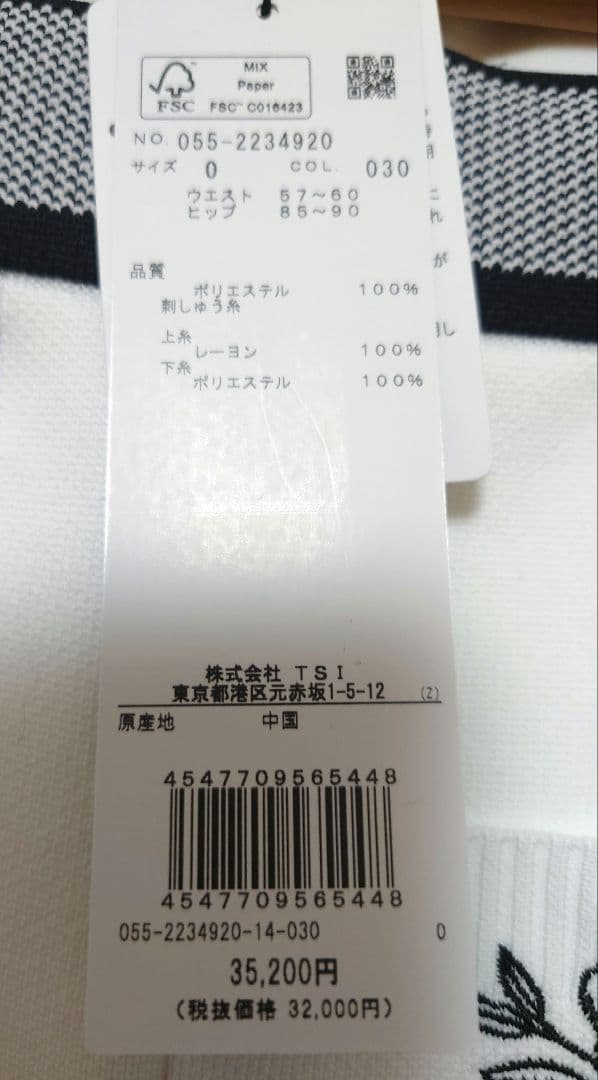 MIX
Paper
FSC™ C016423
FSC
NO. 055-2234920
サイズ 0 COL. 030
ウエスト 57～60
ヒップ 85～90
品質
ポリエステル 100%
刺しゅう糸
上糸
レーヨン 100%
下糸
ポリエステル 100%
株式会社 TSI
東京都港区元赤坂1-5-12 (Z)
原産地 中国
4547709565448
4547709565448
055-2234920-14-030 0
35,200円
(税抜価格 32,000円)
に
れ
が
し